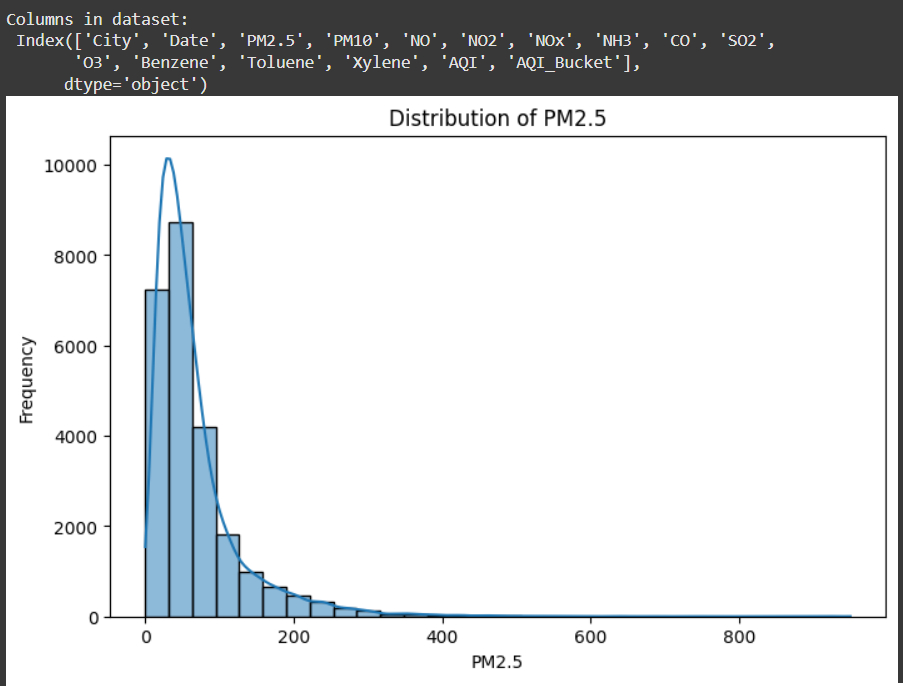 Columns in dataset:
Index(['City', 'Date', 'PM2.5', 'PM10', 'NO', 'NO2', 'NOx', 'NH3', 'CO', 'SO2',
'O3', 'Benzene', 'Toluene', 'Xylene', 'AQI', 'AQI_Bucket'],
dtype='object')
Distribution of PM2.5
10000
8000
6000
4000
2000
0
Frequency
0 200 400 600 800
PM2.5